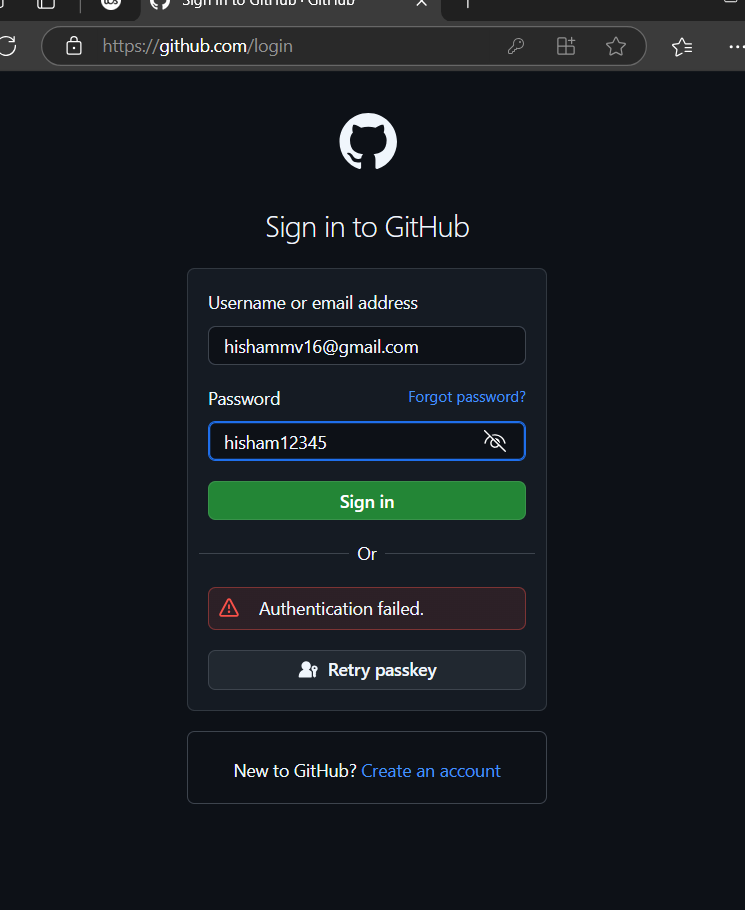 Sign in to GitHub · GitHub
https://github.com/login
Sign in to GitHub
Username or email address
hishammv16@gmail.com
Password
Forgot password?
hisham12345
Sign in
Or
Authentication failed.
Retry passkey
New to GitHub? Create an account